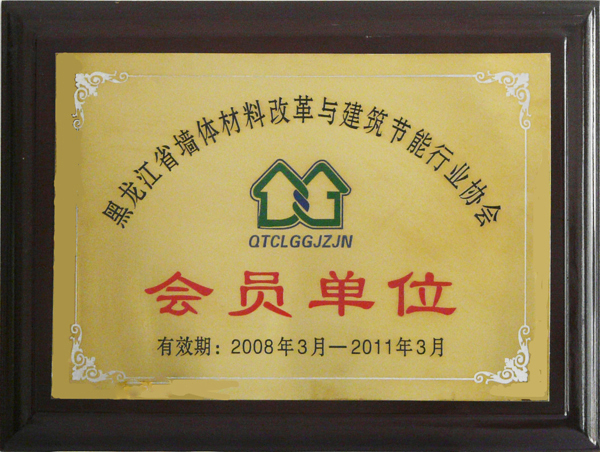 黑龙江省墙体材料改革与建筑节能行业协会
QTCLGGJZJN
会员单位
有效期：2008年3月—2011年3月